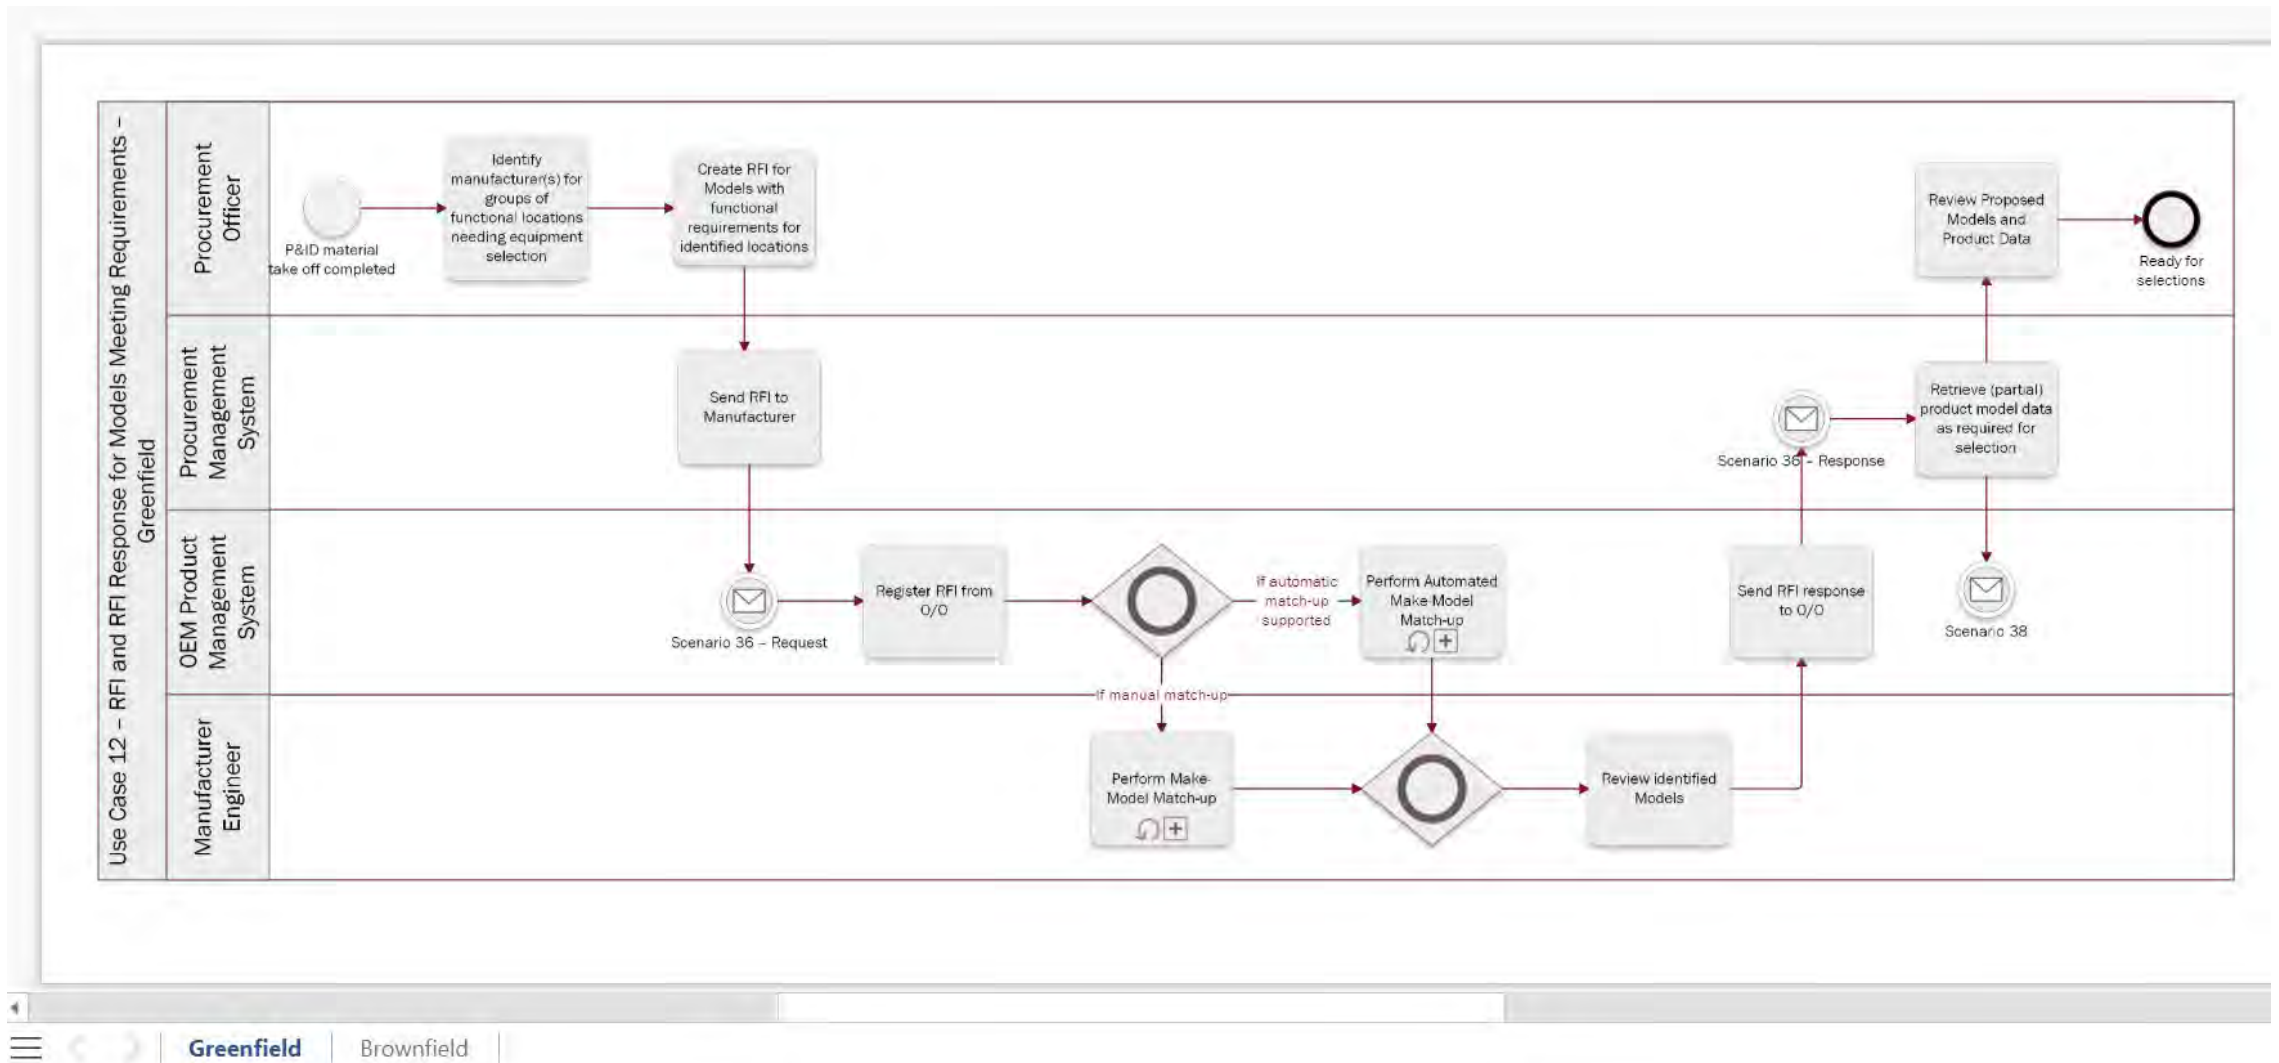 Use Case 12 – RFI and RFI Response for Models Meeting Requirements –
Greenfield
Procurement
Officer
P&ID material
take off completed
Identify
manufacturer(s) for
groups of
functional locations
needing equipment
selection
Create RFI for
Models with
functional
requirements for
identified locations
Review Proposed
Models and
Product Data
Ready for
selections
Procurement
Management
System
Send RFI to
Manufacturer
Scenario 36 – Response
Retrieve (partial)
product model data
as required for
selection
OEM Product
Management
System
Scenario 36 – Request
Register RFI from
O/O
If automatic
match-up
supported
Perform Automated
Make-Model
Match-up
Send RFI response
to O/O
Scenario 38
If manual match-up
Manufacturer
Engineer
Perform Make-
Model Match-up
Review identified
Models
Greenfield
Brownfield